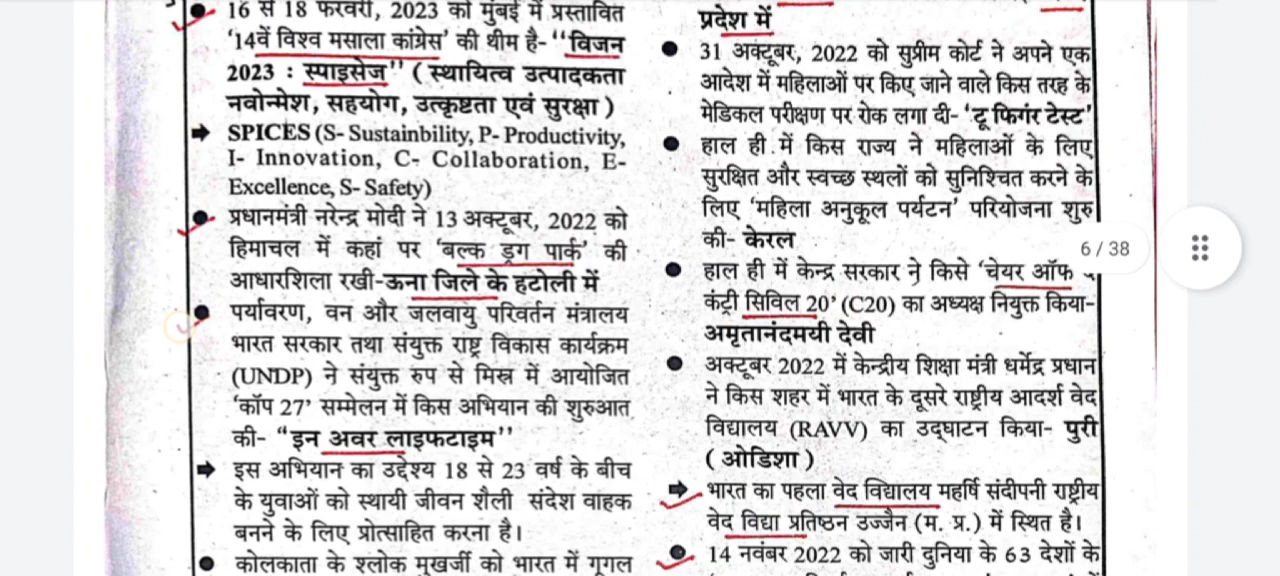 16 से 18 फरवरी, 2023 को मुंबई में प्रस्तावित
‘14वें विश्व मसाला कांग्रेस’ की थीम है- ‘‘विजन
2023 : स्पाइसेज’’ ( स्थायित्व उत्पादकता
नवोन्मेश, सहयोग, उत्कृष्टता एवं सुरक्षा )
SPICES (S- Sustainbility, P- Productivity,
I- Innovation, C- Collaboration, E-
Excellence, S- Safety)
प्रधानमंत्री नरेन्द्र मोदी ने 13 अक्टूबर, 2022 को
हिमाचल में कहां पर ‘बल्क ड्रग पार्क’ की
आधारशिला रखी-ऊना जिले के हटोली में
पर्यावरण, वन और जलवायु परिवर्तन मंत्रालय
भारत सरकार तथा संयुक्त राष्ट्र विकास कार्यक्रम
(UNDP) ने संयुक्त रुप से मिस्र में आयोजित
‘कॉप 27’ सम्मेलन में किस अभियान की शुरुआत
की- “इन अवर लाइफटाइम’’
इस अभियान का उद्देश्य 18 से 23 वर्ष के बीच
के युवाओं को स्थायी जीवन शैली संदेश वाहक
बनने के लिए प्रोत्साहित करना है।
कोलकाता के श्लोक मुखर्जी को भारत में गूगल
प्रदेश में
31 अक्टूबर, 2022 को सुप्रीम कोर्ट ने अपने एक
आदेश में महिलाओं पर किए जाने वाले किस तरह के
मेडिकल परीक्षण पर रोक लगा दी- ‘टू फिगंर टेस्ट’
हाल ही में किस राज्य ने महिलाओं के लिए
सुरक्षित और स्वच्छ स्थलों को सुनिश्चित करने के
लिए ‘महिला अनुकूल पर्यटन’ परियोजना शुरु
की- केरल
हाल ही में केन्द्र सरकार ने किसे ‘चेयर ऑफ
कंट्री सिविल 20’ (C20) का अध्यक्ष नियुक्त किया-
अमृतानंदमयी देवी
अक्टूबर 2022 में केन्द्रीय शिक्षा मंत्री धर्मेद्र प्रधान
ने किस शहर में भारत के दूसरे राष्ट्रीय आदर्श वेद
विद्यालय (RAVV) का उद्घाटन किया- पुरी
( ओडिशा )
भारत का पहला वेद विद्यालय महर्षि संदीपनी राष्ट्रीय
वेद विद्या प्रतिष्ठन उज्जैन (म. प्र.) में स्थित है।
14 नवंबर 2022 को जारी दुनिया के 63 देशों के
6 / 38